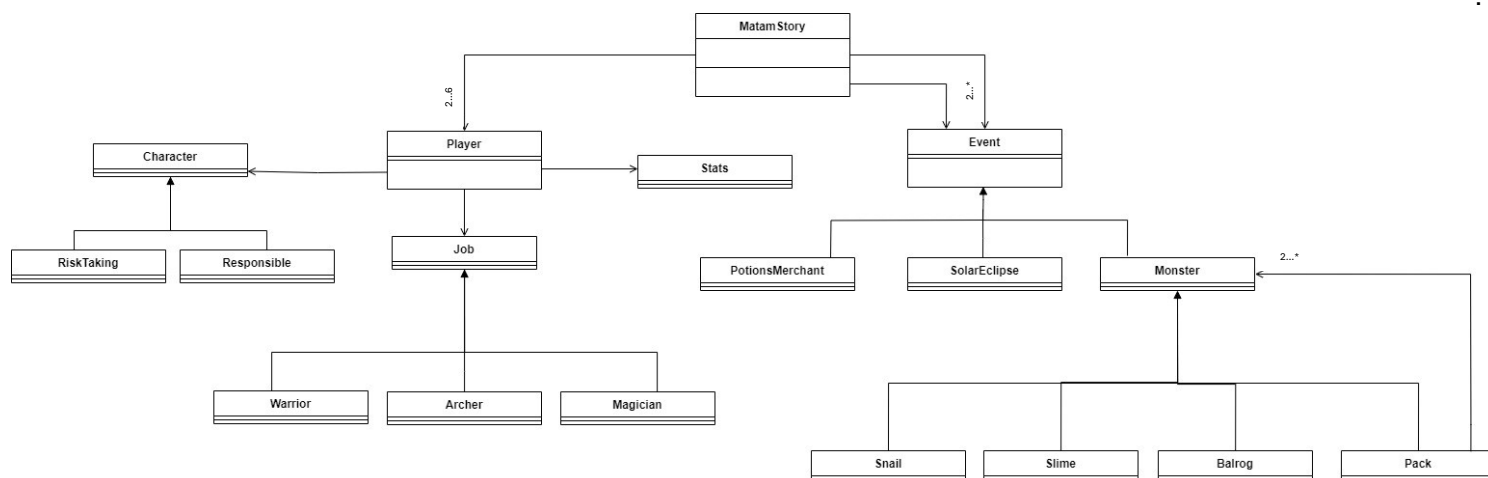 MatamStory
2...6
2...*
Player
Event
Character
Stats
Job
RiskTaking
Responsible
PotionsMerchant
SolarEclipse
Monster
2...*
Warrior
Archer
Magician
Snail
Slime
Balrog
Pack